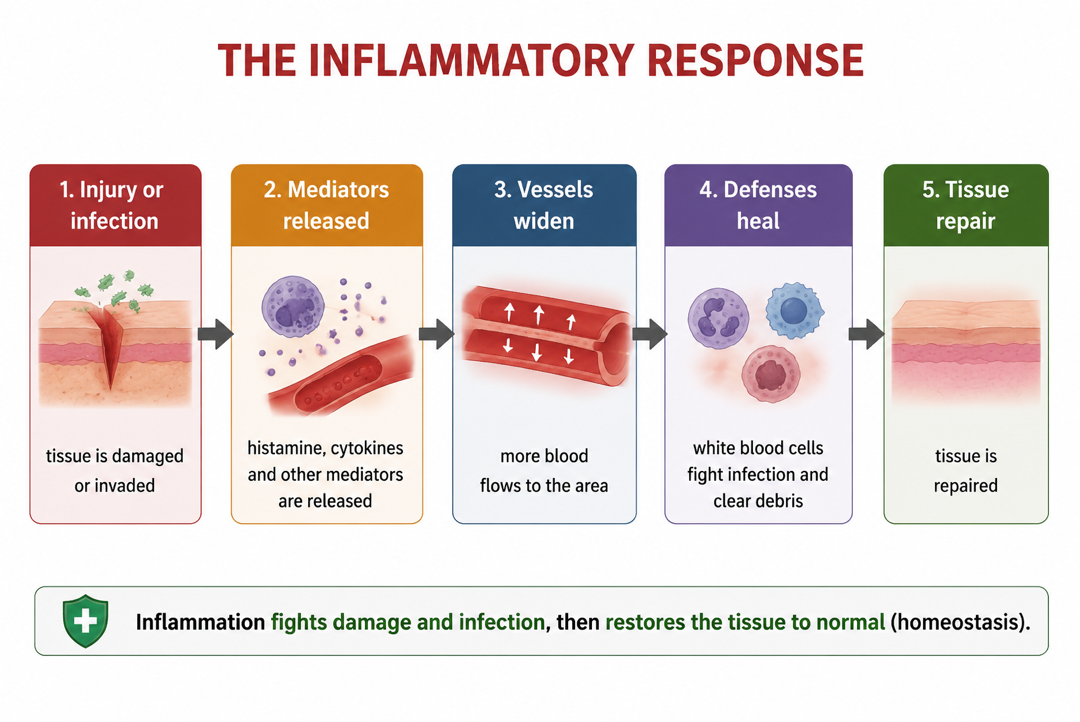 THE INFLAMMATORY RESPONSE
1. Injury or
infection
tissue is damaged
or invaded
2. Mediators
released
histamine, cytokines
and other mediators
are released
3. Vessels
widen
more blood
flows to the area
4. Defenses
heal
white blood cells
fight infection and
clear debris
5. Tissue
repair
tissue is
repaired
Inflammation fights damage and infection, then restores the tissue to normal (homeostasis).